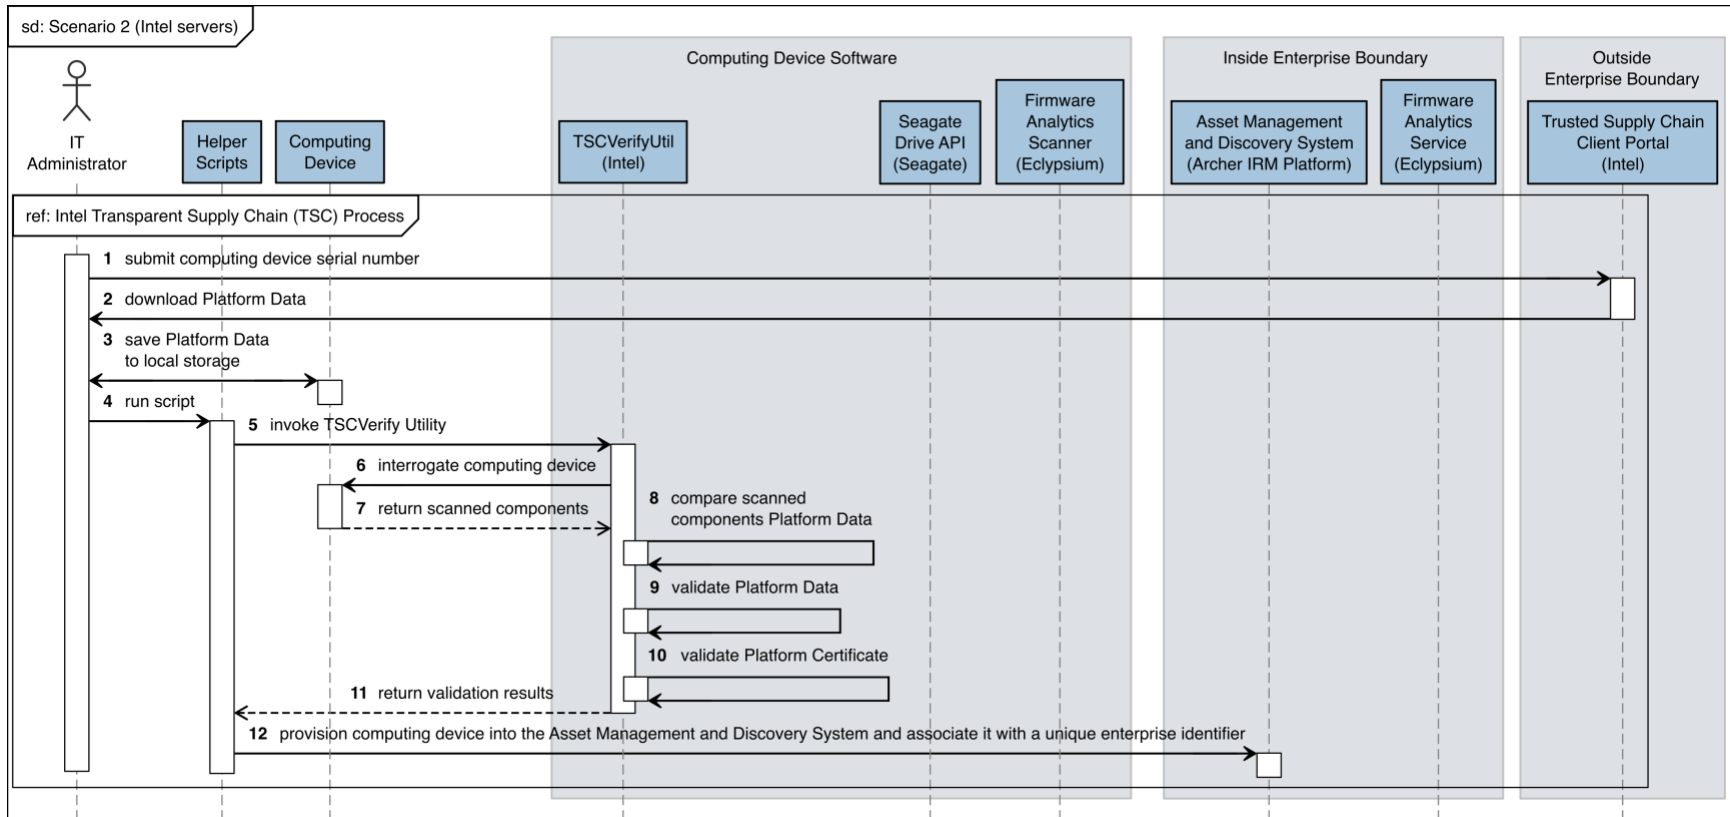 sd: Scenario 2 (Intel servers)
Computing Device Software
Inside Enterprise Boundary
Outside
Enterprise Boundary
IT
Administrator
Helper
Scripts
Computing
Device
TSCVerifyUtil
(Intel)
Seagate
Drive API
(Seagate)
Firmware
Analytics
Scanner
(Eclypsium)
Asset Management
and Discovery System
(Archer IRM Platform)
Firmware
Analytics
Service
(Eclypsium)
Trusted Supply Chain
Client Portal
(Intel)
ref: Intel Transparent Supply Chain (TSC) Process
1 submit computing device serial number
2 download Platform Data
3 save Platform Data
to local storage
4 run script
5 invoke TSCVerify Utility
6 interrogate computing device
7 return scanned components
8 compare scanned
components Platform Data
9 validate Platform Data
10 validate Platform Certificate
11 return validation results
12 provision computing device into the Asset Management and Discovery System and associate it with a unique enterprise identifier